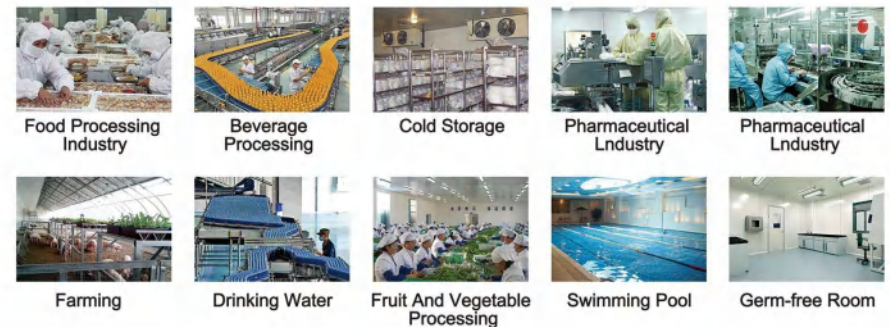 Food Processing
Industry
Beverage
Processing
Cold Storage
Pharmaceutical
Lndustry
Pharmaceutical
Lndustry
Farming
Drinking Water
Fruit And Vegetable
Processing
Swimming Pool
Germ-free Room